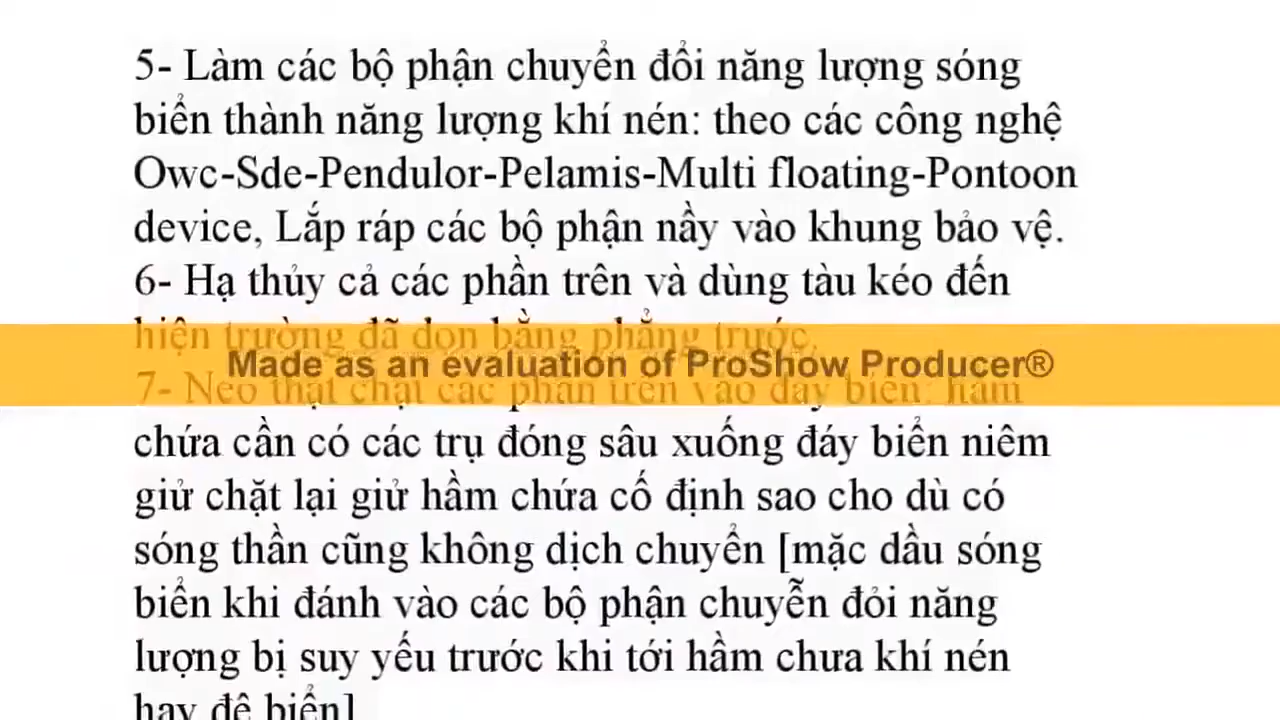 5- Làm các bộ phận chuyển đổi năng lượng sóng
biển thành năng lượng khí nén: theo các công nghệ
Owc-Sde-Pendulor-Pelamis-Multi floating-Pontoon
device, Lắp ráp các bộ phận nầy vào khung bảo vệ.
6- Hạ thủy cả các phần trên và dùng tàu kéo đến
hiện trường đã dọn bằng phẳng trước.
Made as an evaluation of ProShow Producer®
7- Neo thật chặt các phần trên vào đáy biển: hầm
chứa cần có các trụ đóng sâu xuống đáy biển niêm
giử chặt lại giử hầm chứa cố định sao cho dù có
sóng thần cũng không dịch chuyển [mặc dầu sóng
biển khi đánh vào các bộ phận chuyễn đỏi năng
lượng bị suy yếu trước khi tới hầm chưa khí nén
hay đê biển]